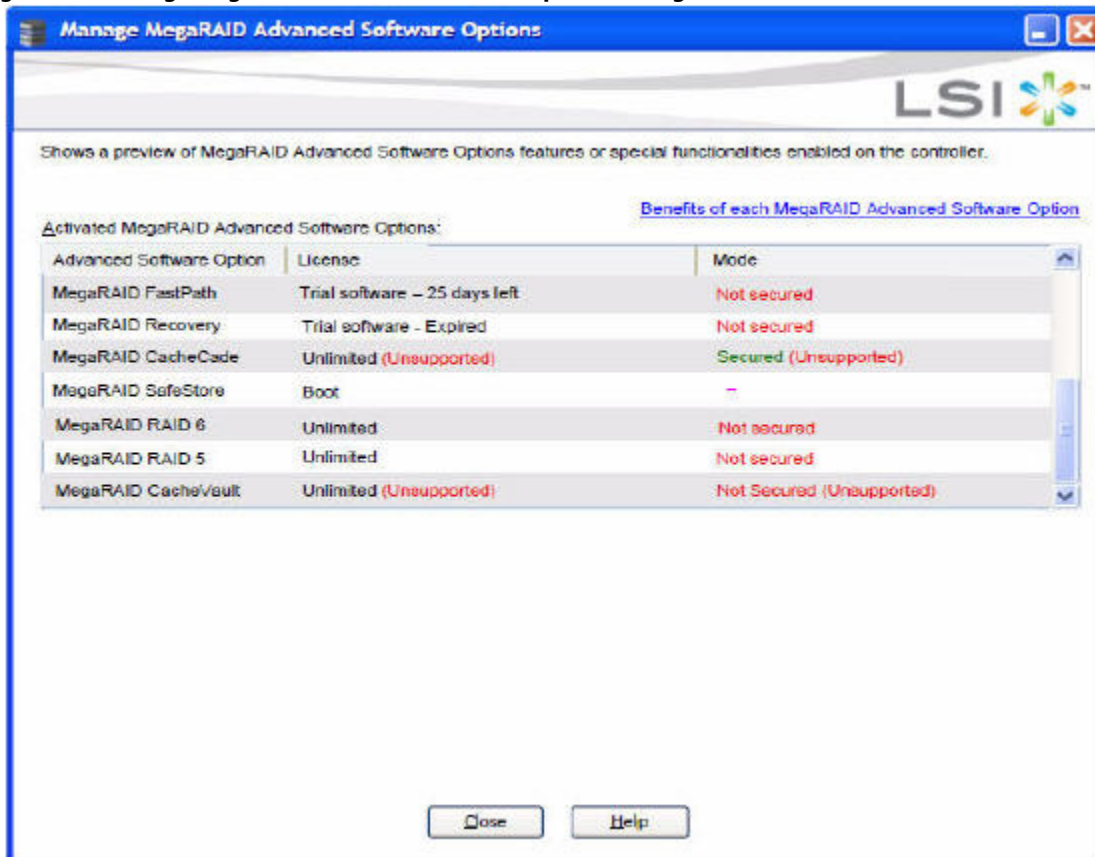 Manage MegaRAID Advanced Software Options
LSI ™
Shows a preview of MegaRAID Advanced Software Options features or special functionalities enabled on the controller.
Benefits of each MegaRAID Advanced Software Option
Activated MegaRAID Advanced Software Options:
Advanced Software Option License Mode
MegaRAID FastPath Trial software – 25 days left Not secured
MegaRAID Recovery Trial software - Expired Not secured
MegaRAID CacheCade Unlimited (Unsupported) Secured (Unsupported)
MegaRAID SafeStore Boot –
MegaRAID RAID 6 Unlimited Not secured
MegaRAID RAID 5 Unlimited Not secured
MegaRAID CacheVault Unlimited (Unsupported) Not Secured (Unsupported)
Close Help